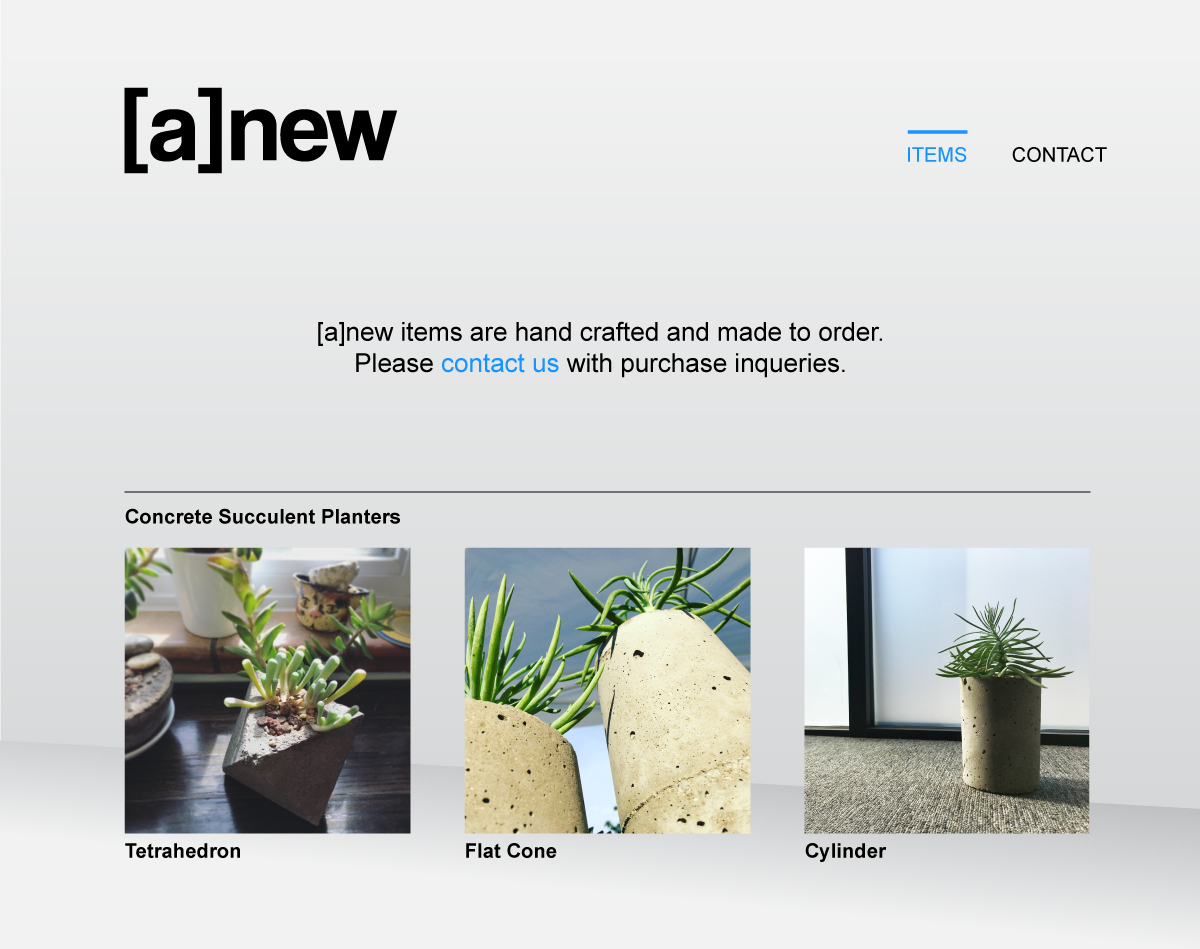 [a]new
ITEMS CONTACT
[a]new items are hand crafted and made to order.
Please contact us with purchase inqueries.
Concrete Succulent Planters
Tetrahedron
Flat Cone
Cylinder